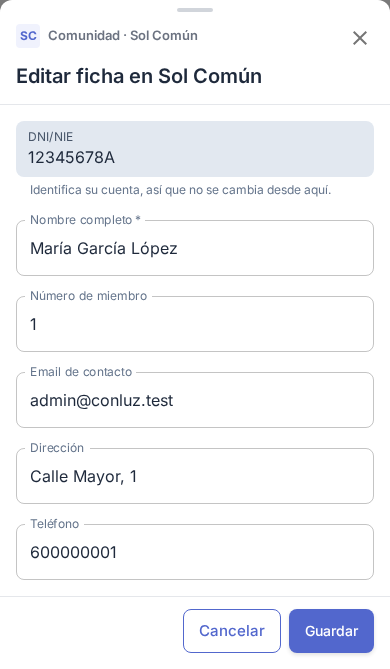 SC Comunidad · Sol Común
Editar ficha en Sol Común
DNI/NIE
12345678A
Identifica su cuenta, así que no se cambia desde aquí.
Nombre completo *
María García López
Número de miembro
1
Email de contacto
admin@conluz.test
Dirección
Calle Mayor, 1
Teléfono
600000001
Cancelar Guardar